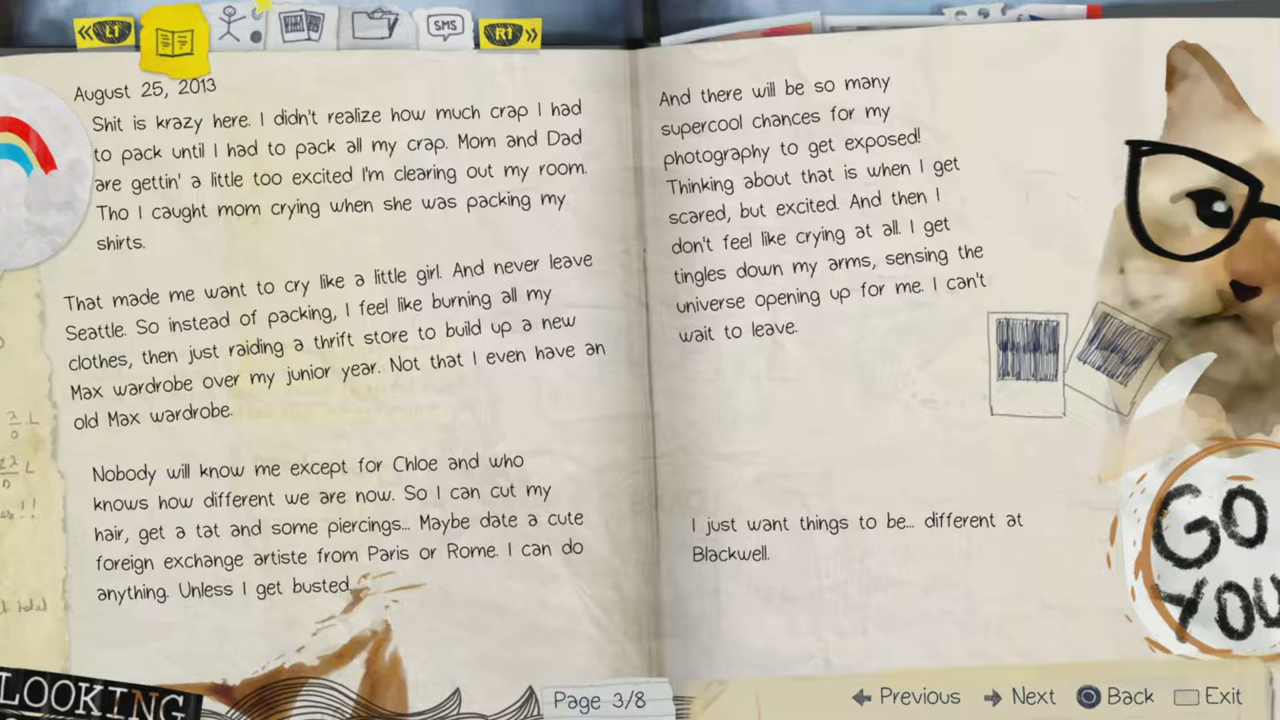 L1
SMS
R1
August 25, 2013
Shit is krazy here. I didn't realize how much crap I had
to pack until I had to pack all my crap. Mom and Dad
are gettin' a little too excited I'm clearing out my room.
Tho I caught mom crying when she was packing my
shirts.
That made me want to cry like a little girl. And never leave
Seattle. So instead of packing, I feel like burning all my
clothes, then just raiding a thrift store to build up a new
Max wardrobe over my junior year. Not that I even have an
old Max wardrobe.
Nobody will know me except for Chloe and who
knows how different we are now. So I can cut my
hair, get a tat and some piercings... Maybe date a cute
foreign exchange artiste from Paris or Rome. I can do
anything. Unless I get busted.
And there will be so many
supercool chances for my
photography to get exposed!
Thinking about that is when I get
scared, but excited. And then I
don't feel like crying at all. I get
tingles down my arms, sensing the
universe opening up for me. I can't
wait to leave.
I just want things to be... different at
Blackwell.
GO
YOU
LOOKING
Page 3/8
Previous
Next
Back
Exit